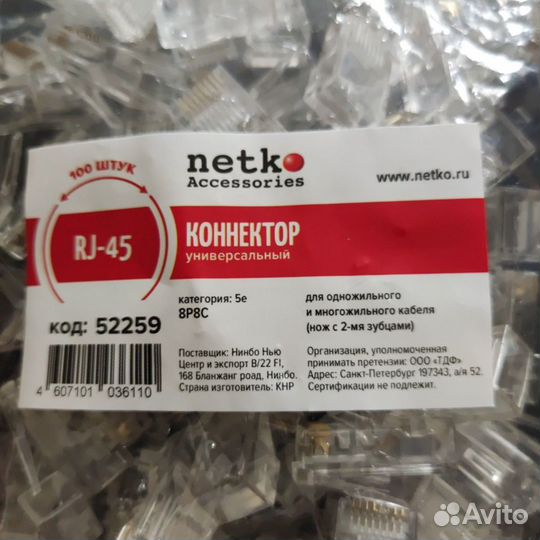 100 ШТУК
RJ-45
код: 52259
4 607101 036110
netko
Accessories
www.netko.ru
КОННЕКТОР
универсальный
категория: 5е
8P8C
для одножильного
и многожильного кабеля
(нож с 2-мя зубцами)
Поставщик: Нинбо Нью
Центр и экспорт В/22 Fl,
168 Бланжанг роад, Нинбо.
Страна изготовитель: КНР
Организация, уполномоченная
принимать претензии: ООО «ТДФ»
Адрес: Санкт-Петербург 197343, а/я 52.
Сертификации не подлежит.
Avito